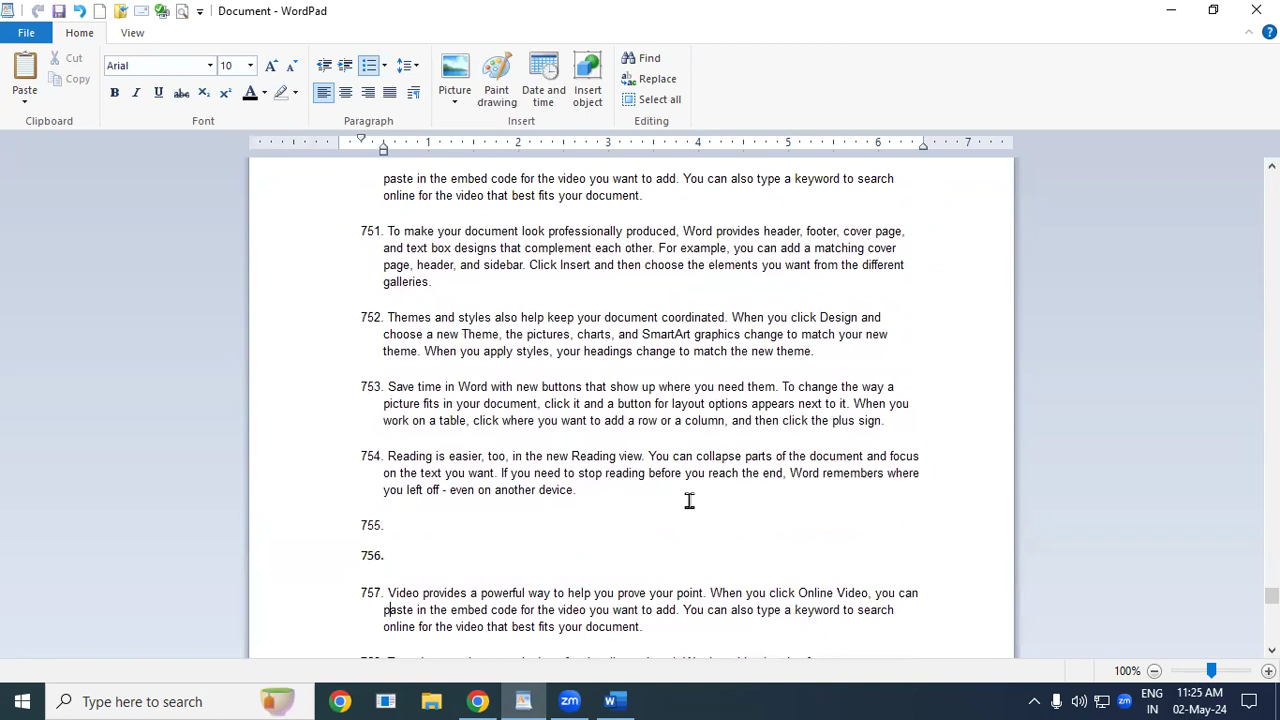 Document - WordPad
File Home View
Paste
Cut
Copy
Clipboard
Arial 10
Font
Paragraph
Picture
Paint drawing
Date and time
Insert object
Insert
Find
Replace
Select all
Editing
1 2 3 4 5 6 7
paste in the embed code for the video you want to add. You can also type a keyword to search
online for the video that best fits your document.
751. To make your document look professionally produced, Word provides header, footer, cover page,
and text box designs that complement each other. For example, you can add a matching cover
page, header, and sidebar. Click Insert and then choose the elements you want from the different
galleries.
752. Themes and styles also help keep your document coordinated. When you click Design and
choose a new Theme, the pictures, charts, and SmartArt graphics change to match your new
theme. When you apply styles, your headings change to match the new theme.
753. Save time in Word with new buttons that show up where you need them. To change the way a
picture fits in your document, click it and a button for layout options appears next to it. When you
work on a table, click where you want to add a row or a column, and then click the plus sign.
754. Reading is easier, too, in the new Reading view. You can collapse parts of the document and focus
on the text you want. If you need to stop reading before you reach the end, Word remembers where
you left off - even on another device.
755.
756.
757. Video provides a powerful way to help you prove your point. When you click Online Video, you can
paste in the embed code for the video you want to add. You can also type a keyword to search
online for the video that best fits your document.
100%
Type here to search
ENG
IN
11:25 AM
02-May-24